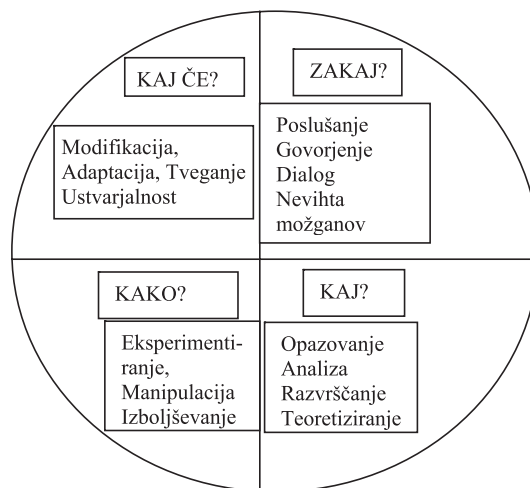 KAJ ČE?
Modifikacija,
Adaptacija, Tveganje
Ustvarjalnost
ZAKAJ?
Poslušanje
Govorjenje
Dialog
Nevihta
možganov
KAKO?
Eksperimenti-
ranje,
Manipulacija
Izboljševanje
KAJ?
Opazovanje
Analiza
Razvrščanje
Teoretiziranje